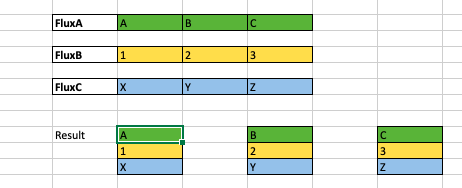 FluxA A B C
FluxB 1 2 3
FluxC X Y Z
Result A B C
1 2 3
X Y Z